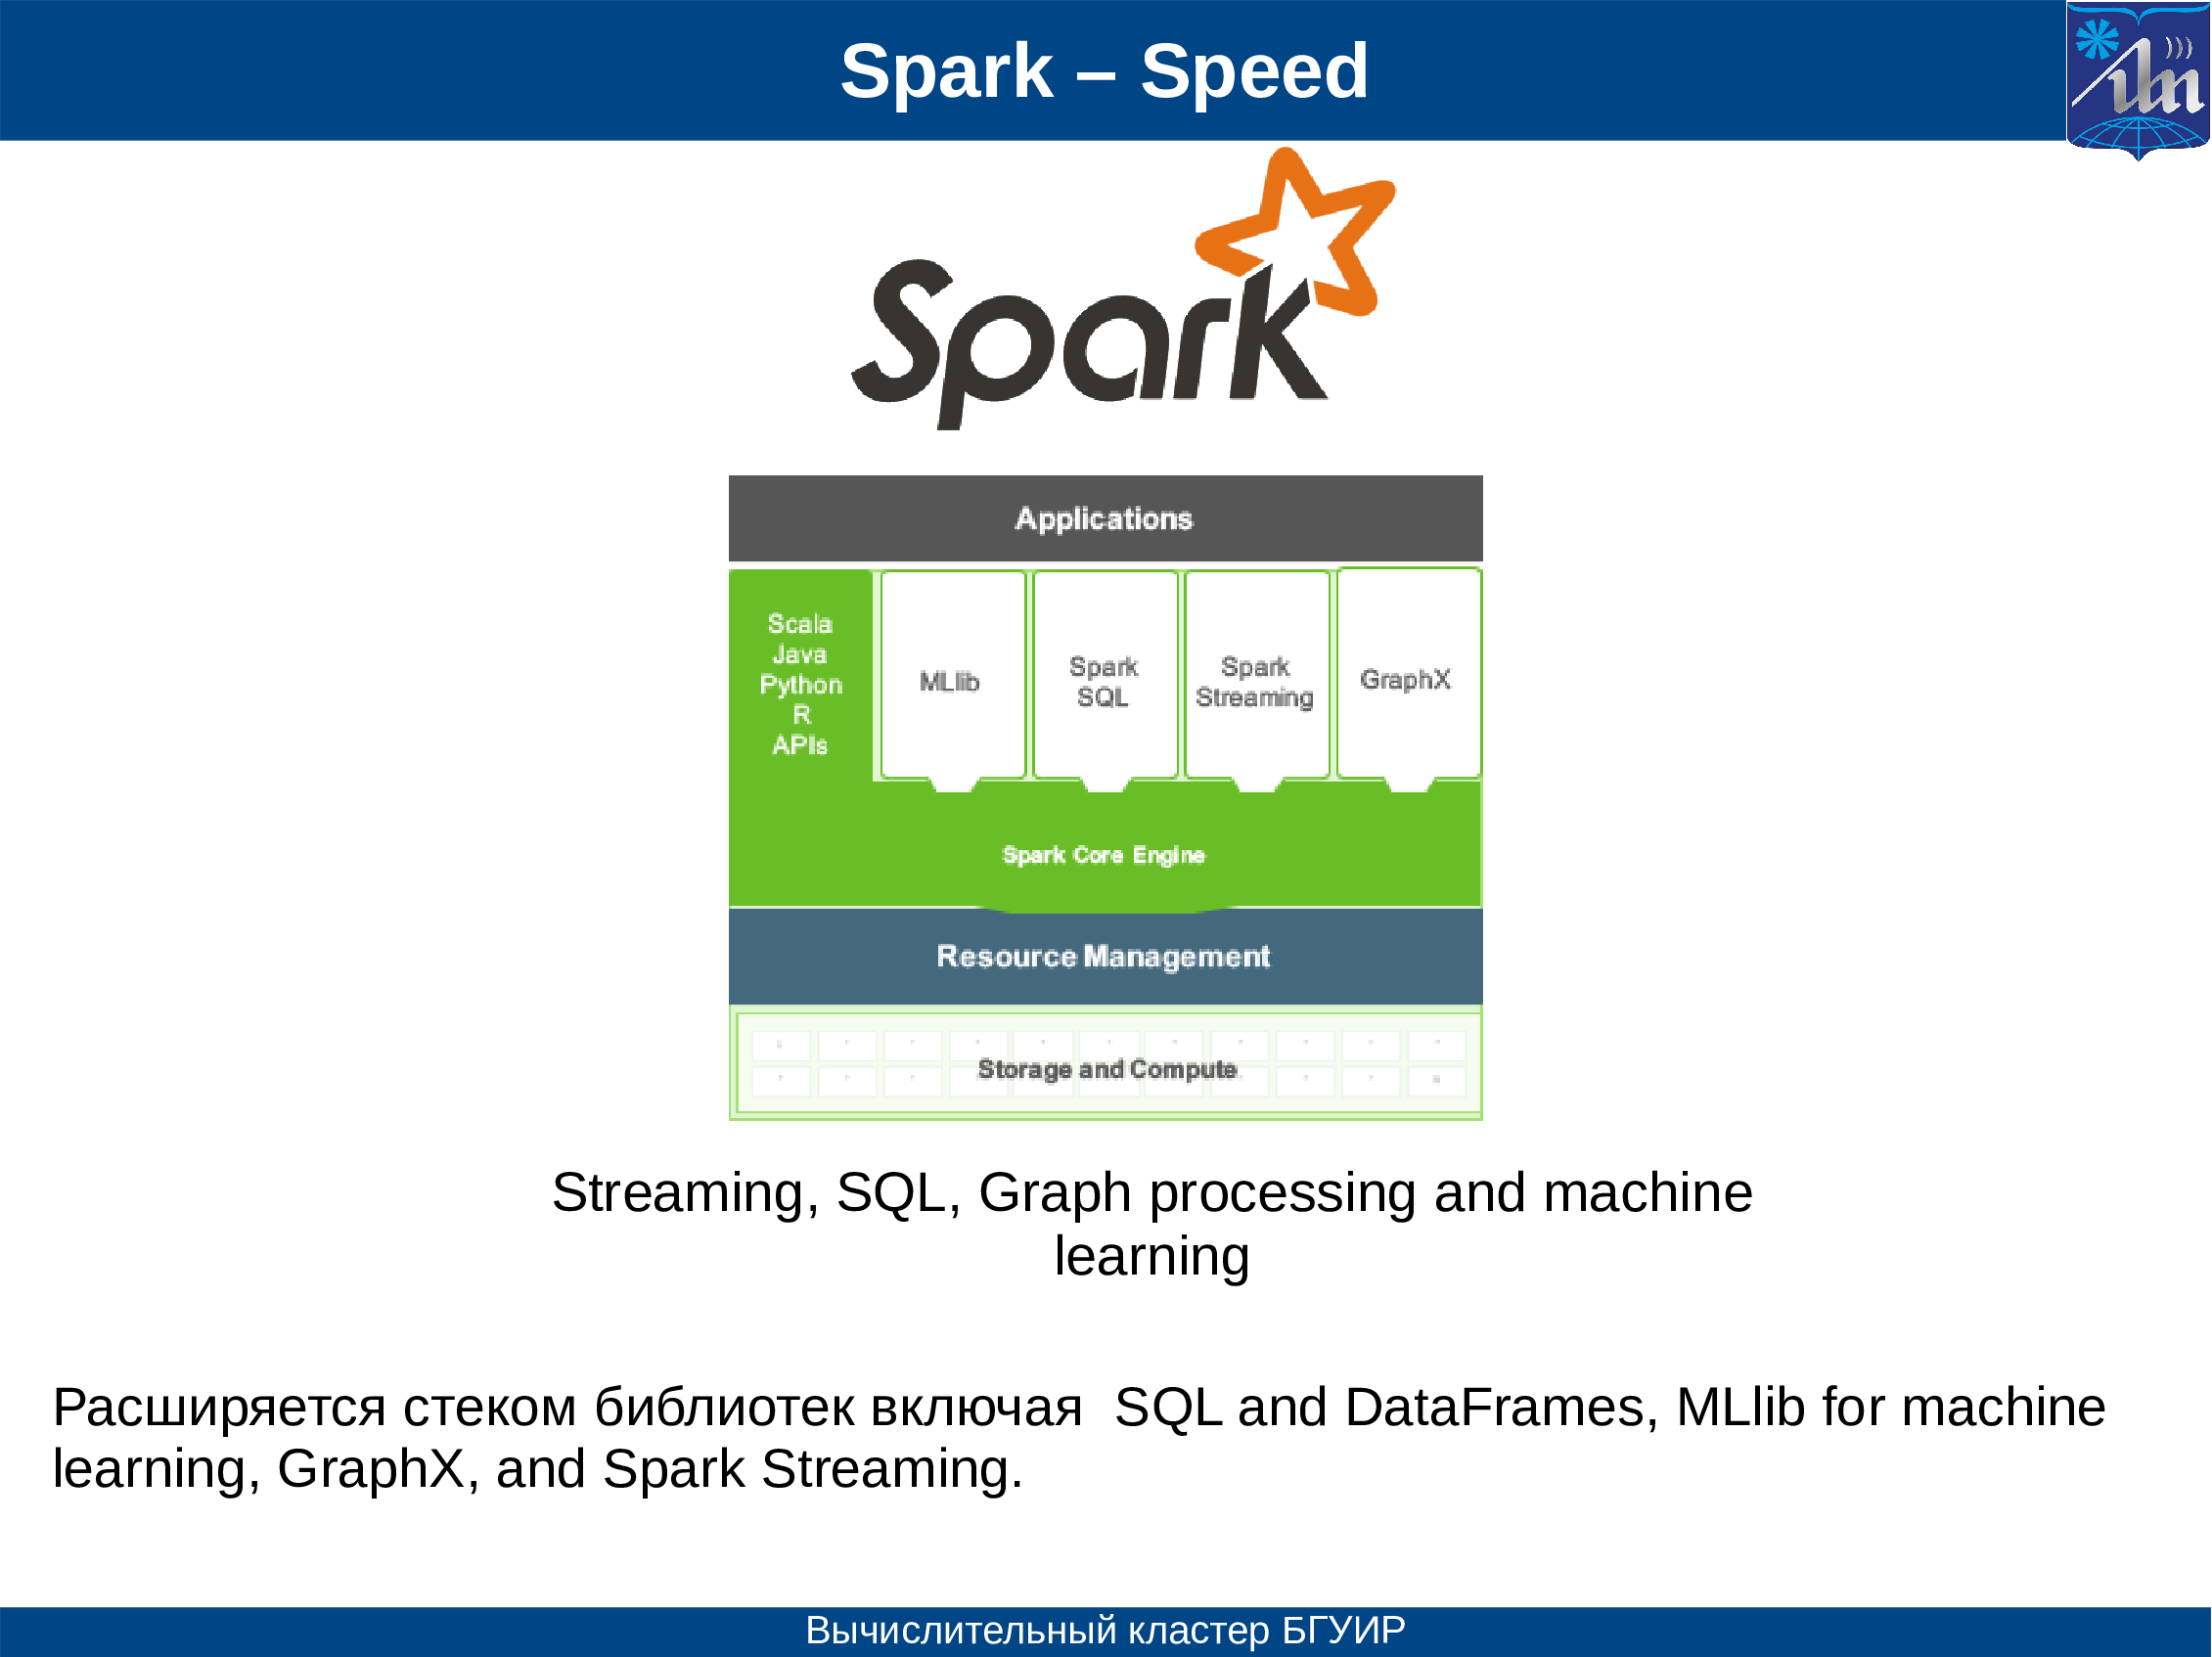 Spark – Speed
Spark
Applications
Scala
Java
Python
R
APIs
MLlib
Spark
SQL
Spark
Streaming
GraphX
Spark Core Engine
Resource Management
Storage and Compute
Streaming, SQL, Graph processing and machine
learning
Расширяется стеком библиотек включая  SQL and DataFrames, MLlib for machine
learning, GraphX, and Spark Streaming.
Вычислительный кластер БГУИР